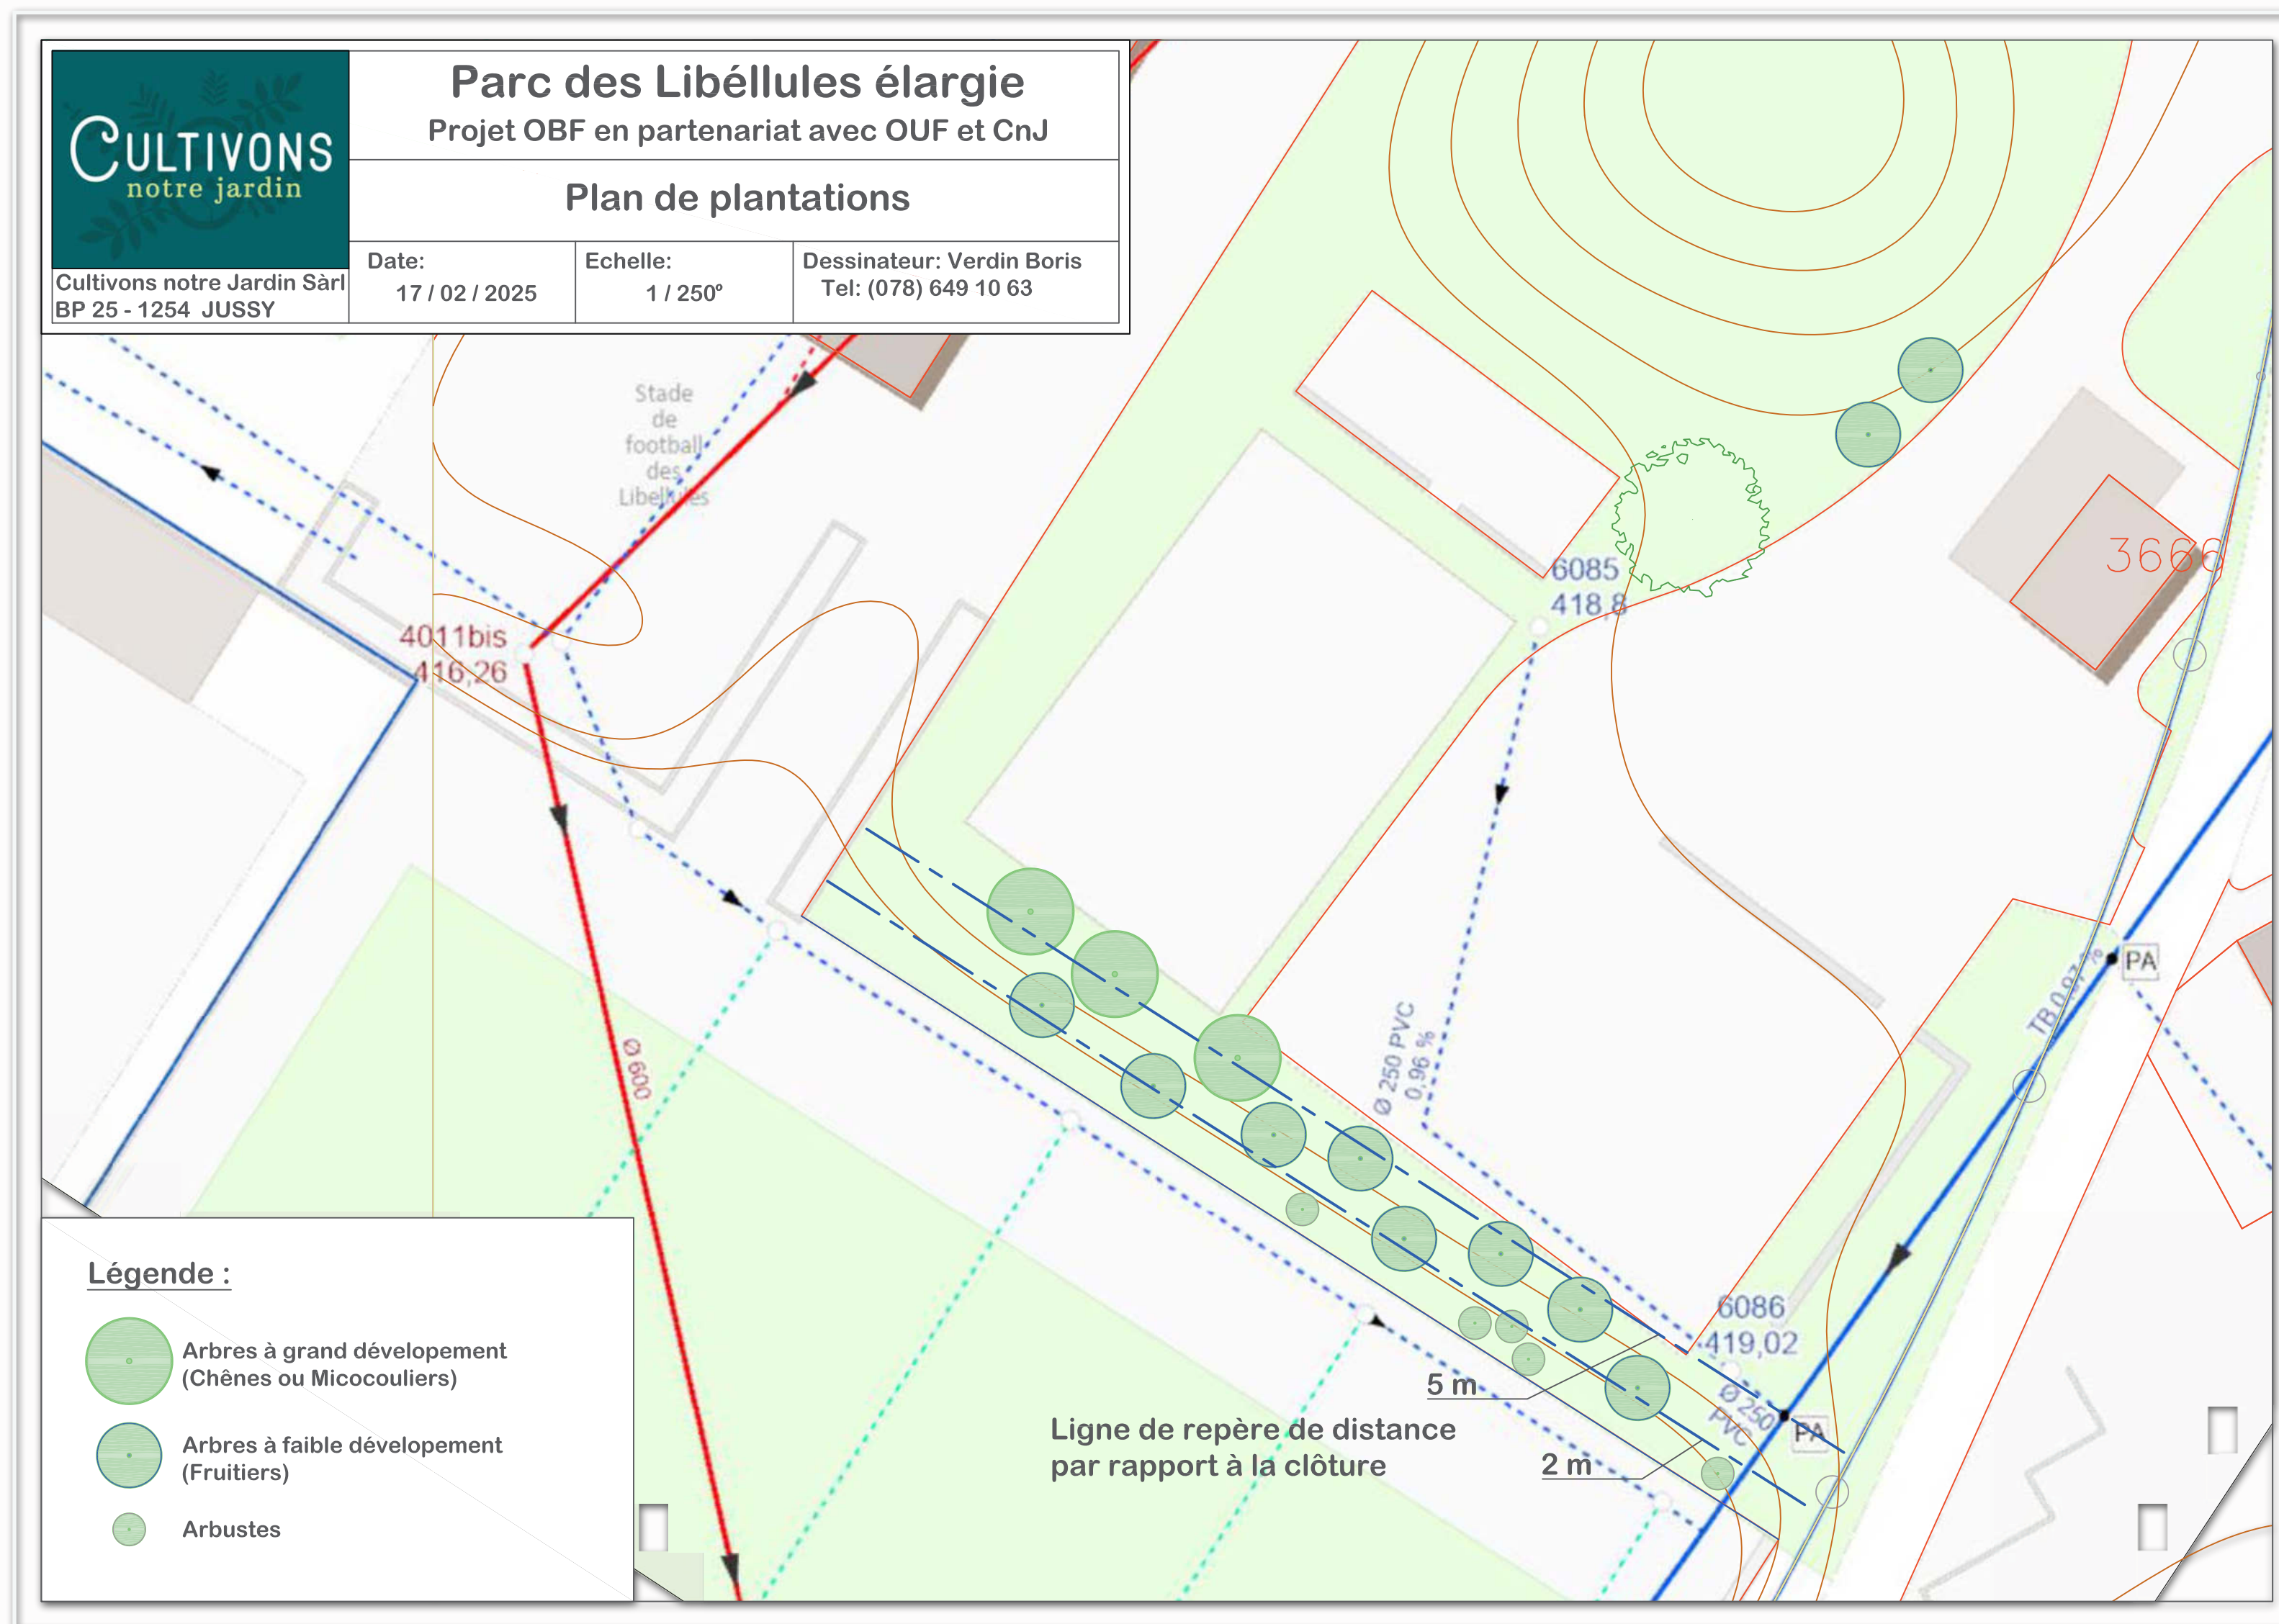 CULTIVONS
notre jardin
Cultivons notre Jardin Sàrl
BP 25 - 1254 JUSSY
Parc des Libéllules élargie
Projet OBF en partenariat avec OUF et CnJ
Plan de plantations
Date:
17 / 02 / 2025
Echelle:
1 / 250º
Dessinateur: Verdin Boris
Tel: (078) 649 10 63
Stade
de
football
des
Libellules
4011bis
416,26
6085
418,8
3666
PA
TB 0,97 %
Ø 600
Ø 250 PVC
0,96 %
6086
419,02
Ø 250
PVC
PA
5 m
2 m
Ligne de repère de distance
par rapport à la clôture
Légende :
Arbres à grand dévelopement
(Chênes ou Micocouliers)
Arbres à faible dévelopement
(Fruitiers)
Arbustes